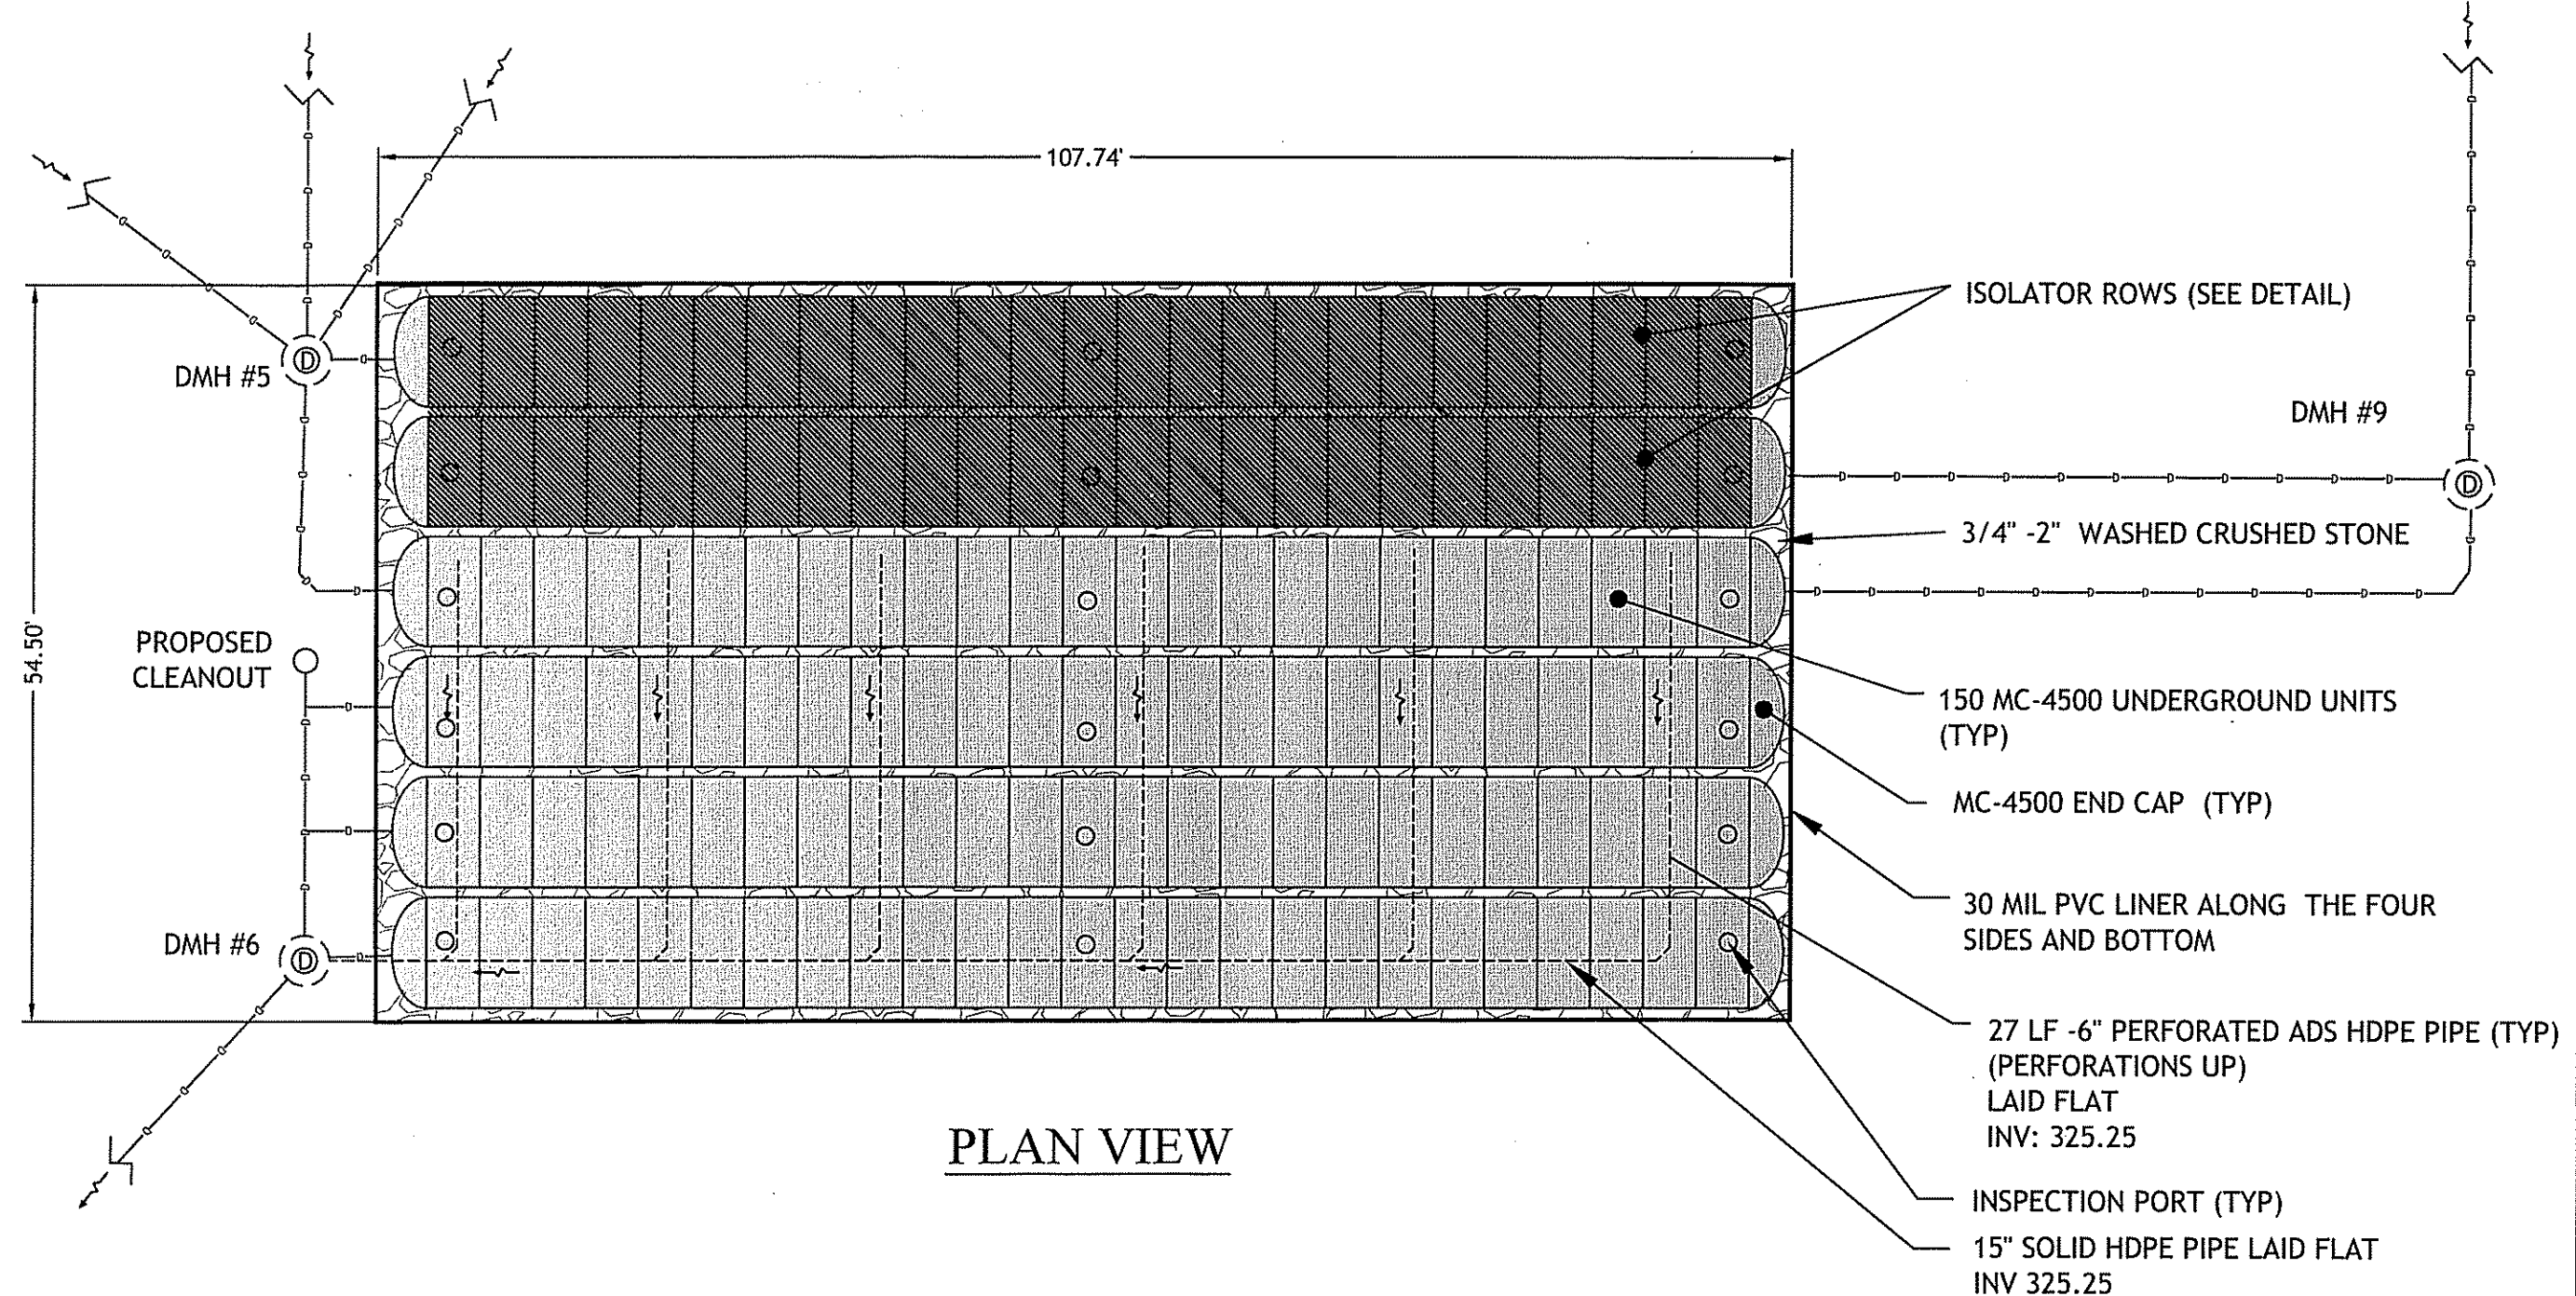 107.74'
ISOLATOR ROWS (SEE DETAIL)
D
DMH #5
DMH #9
D
3/4" -2" WASHED CRUSHED STONE
54.50'
PROPOSED
CLEANOUT
150 MC-4500 UNDERGROUND UNITS
(TYP)
MC-4500 END CAP (TYP)
30 MIL PVC LINER ALONG THE FOUR
SIDES AND BOTTOM
DMH #6
D
27 LF -6" PERFORATED ADS HDPE PIPE (TYP)
(PERFORATIONS UP)
LAID FLAT
INV: 325.25
PLAN VIEW
INSPECTION PORT (TYP)
15" SOLID HDPE PIPE LAID FLAT
INV 325.25